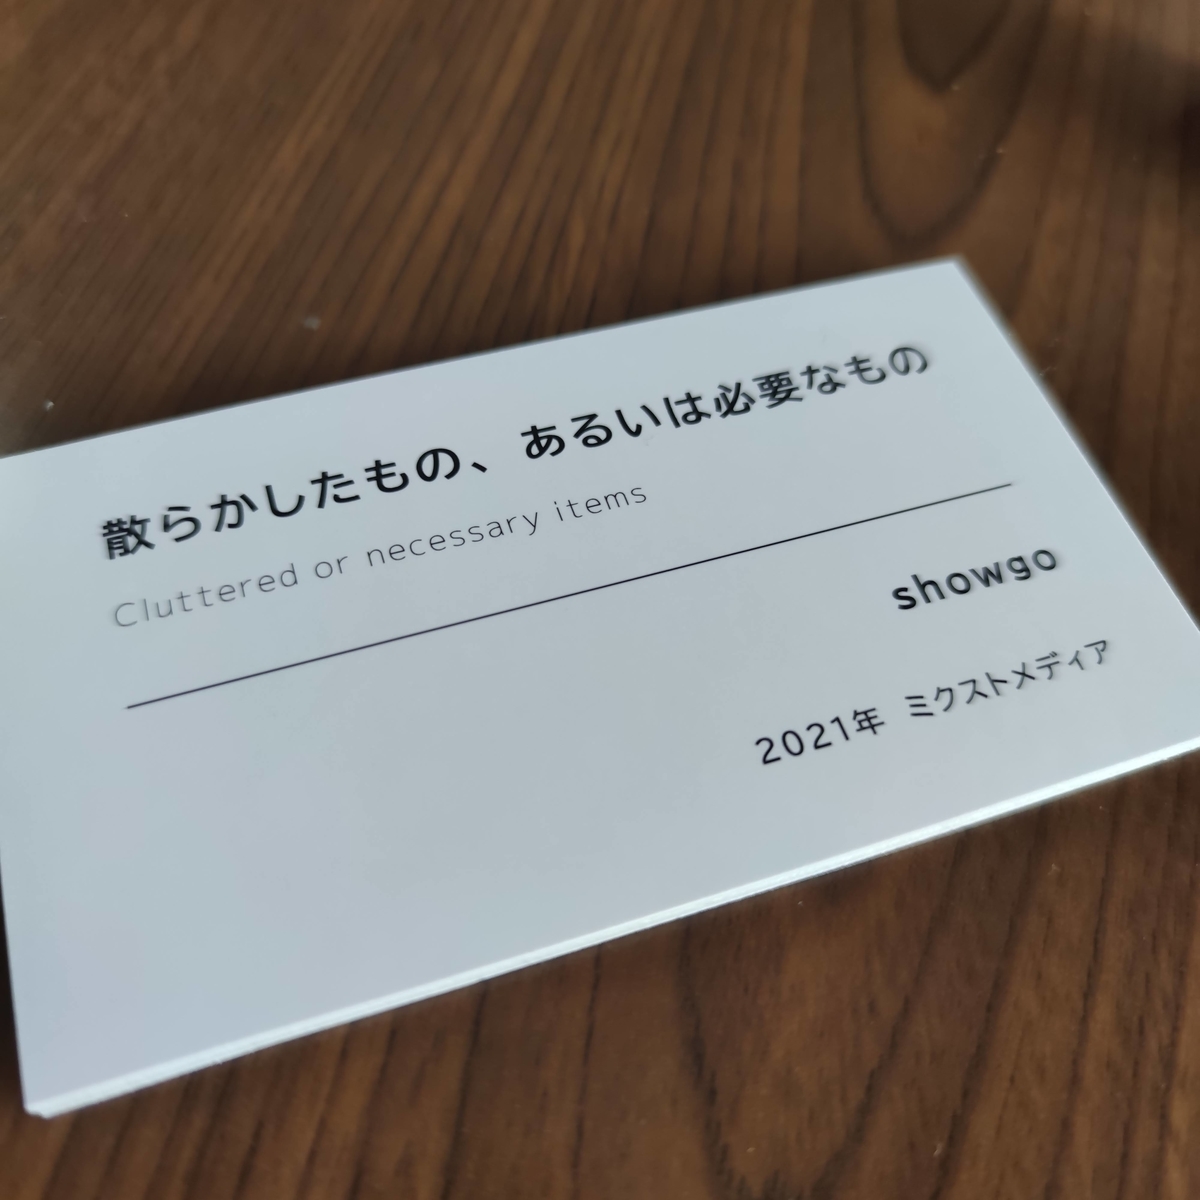 散らかしたもの、あるいは必要なもの
Cluttered or necessary items
showgo
2021年 ミクストメディア